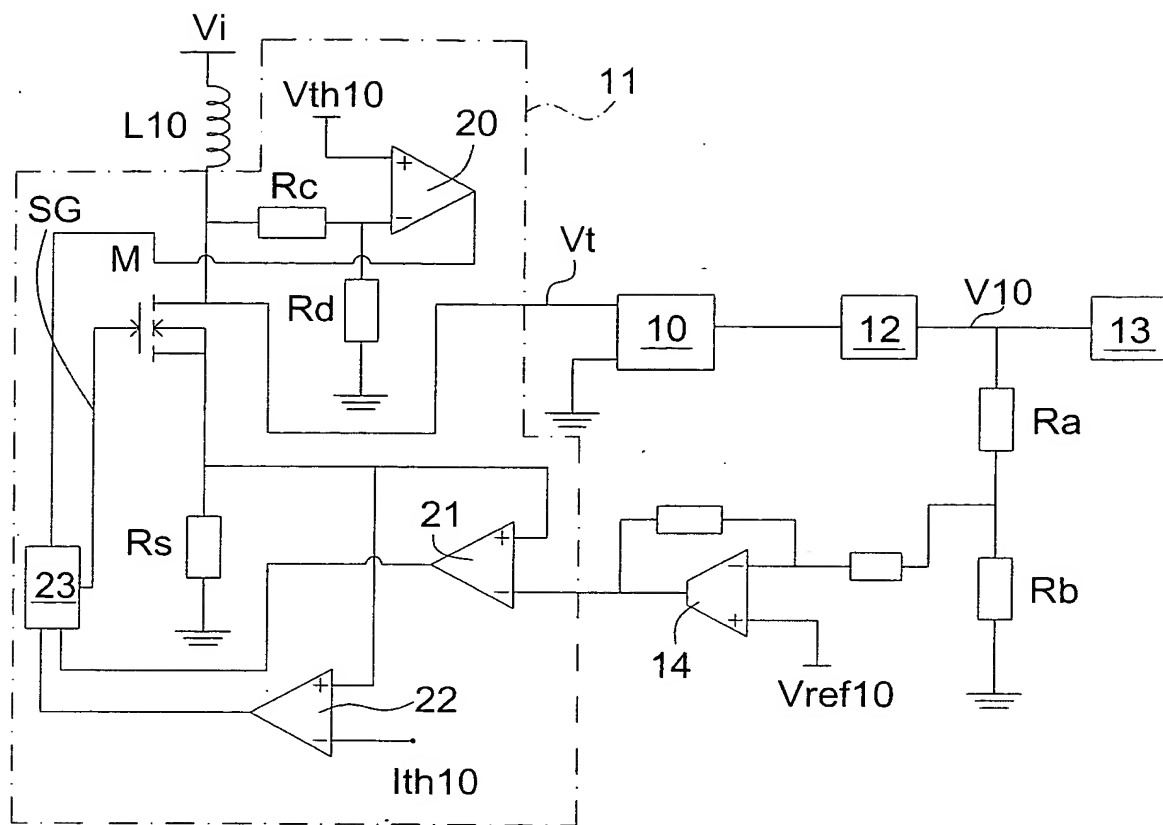 Vi
11
Vth10
L10
20
+
Rc
−
SG
Vt
M
V10
Rd
10
12
13
Ra
21
Rs
+
−
23
−
Rb
+
14
+
22
Vref10
−
Ith10